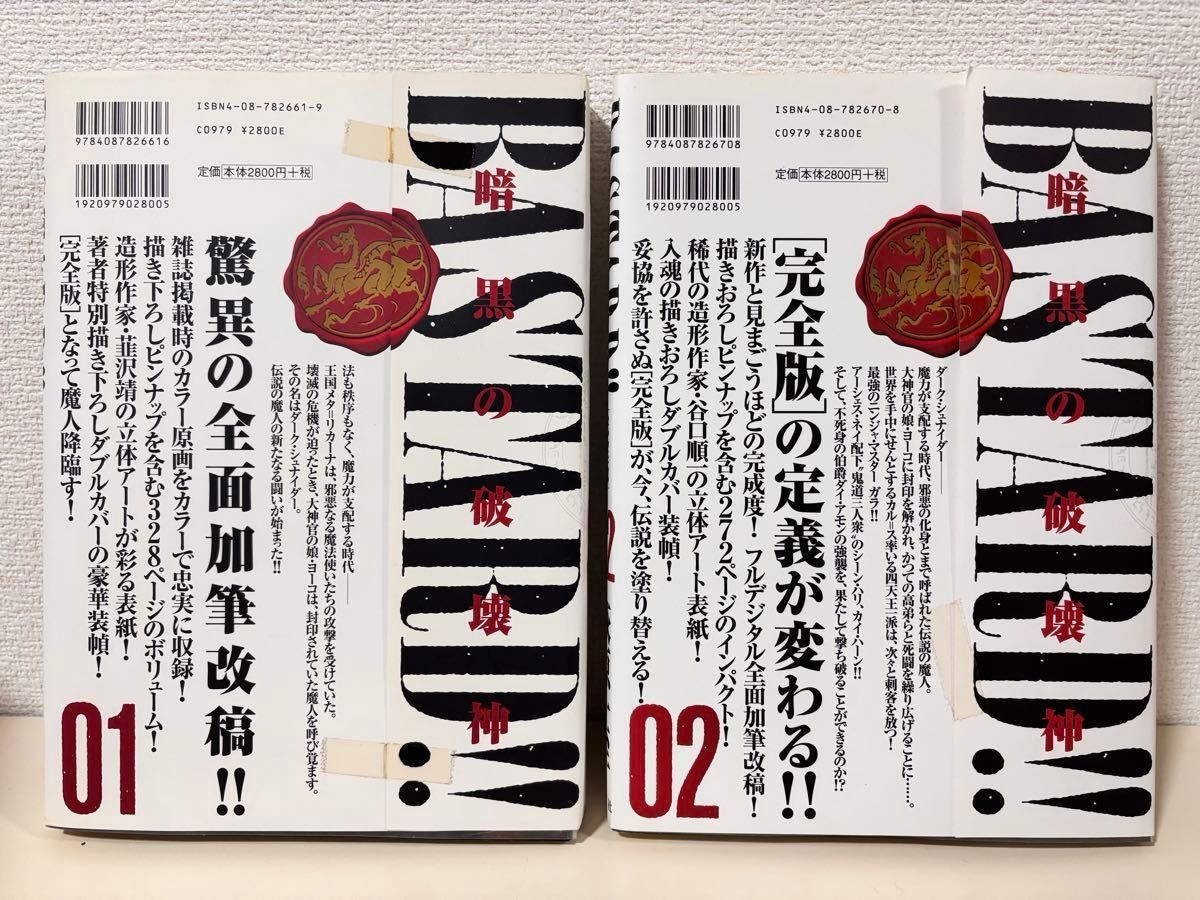 ISBN4-08-782661-9
C0979 ¥2800E
9784087826616
定価 本体2800円+税
1920979028005
BASTARD!!
暗黒の破壊神
法も秩序もなく、魔力が支配する時代──
王国メタ=リカーナは、邪悪なる魔法使いたちの攻撃を受けていた。
壊滅の危機が迫ったとき、大神官の娘・ヨーコは、封印されていた魔人を呼び覚ます。
その名はダーク・シュナイダー。
伝説の魔人の新たなる闘いが始まった!!
驚異の全面加筆改稿!!
雑誌掲載時のカラー原画をカラーで忠実に収録!
描き下ろしピンナップを含む328ページのボリューム!
造形作家・韮沢靖の立体アートが彩る表紙!
著者特別描き下ろしダブルカバーの豪華装幀!
[完全版]となって魔人降臨す!
01
ISBN4-08-782670-8
C0979 ¥2800E
9784087826708
定価 本体2800円+税
1920979028005
BASTARD!!
暗黒の破壊神
ダーク・シュナイダー──
魔力が支配する時代、邪悪の化身とまで呼ばれた伝説の魔人。
大神官の娘・ヨーコに封印を解かれ、かつての高弟らと死闘を繰り広げることに……。
世界を手中にせんとするカル=ス率いる四天王一派は、次々と刺客を放つ!
最強のニンジャマスター ガラ!!
アーシェス・ネイ配下〝鬼道三人衆〟のシーン・ハリ、カイ・ハーン!!
そして、不死身の伯爵ダイ・アモンの強襲を、果たして撃ち破ることができるのか!?
[完全版]の定義が変わる!!
新作と見まごうほどの完成度! フルデジタル全面加筆改稿!
描きおろしピンナップを含む272ページのインパクト!
稀代の造形作家・谷口順一の立体アート表紙!
入魂の描きおろしダブルカバー装幀!
妥協を許さぬ[完全版]が、今、伝説を塗り替える!
02